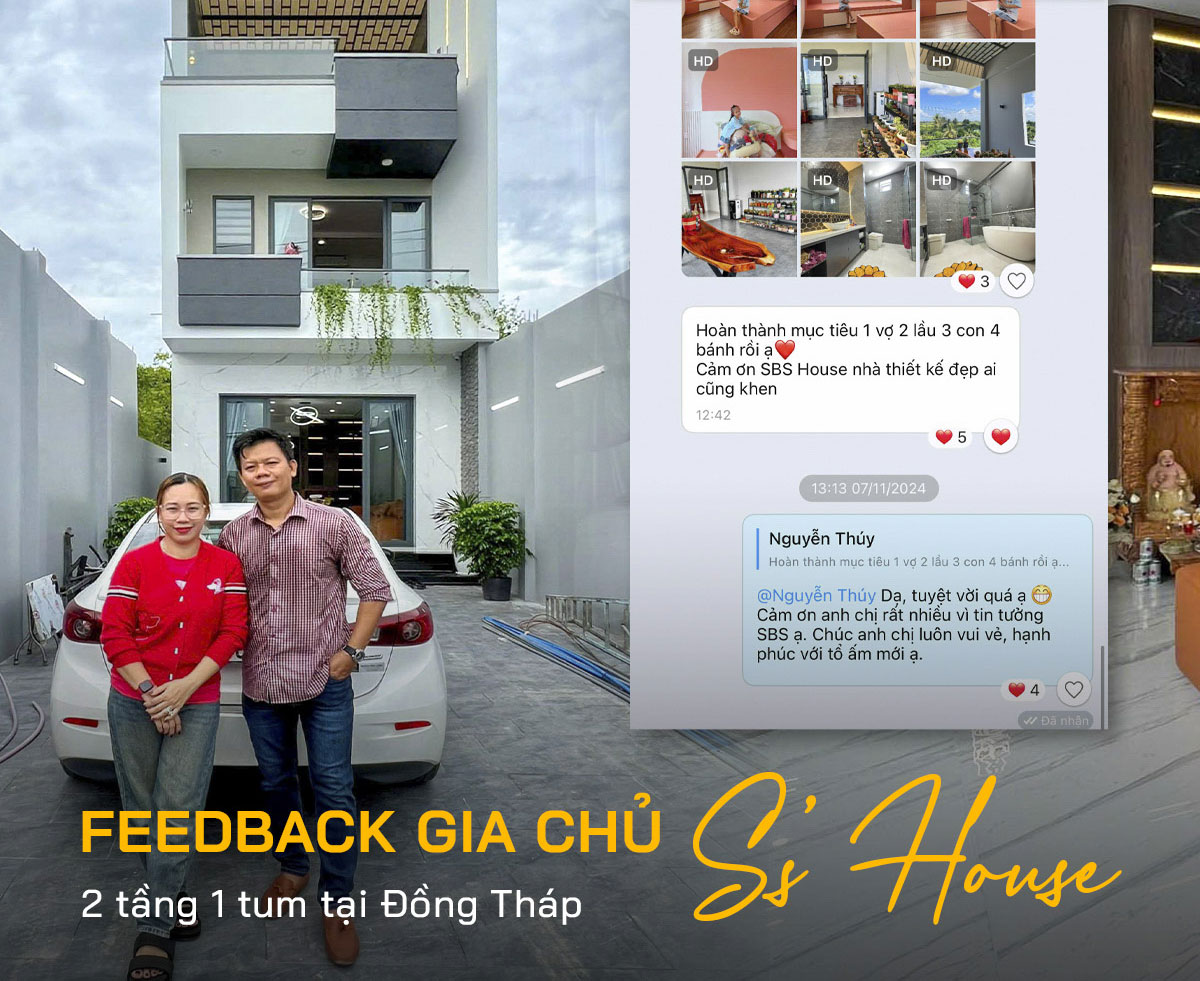 HD
HD
HD
HD
HD
HD
3
Hoàn thành mục tiêu 1 vợ 2 lầu 3 con 4
bánh rồi ạ❤️
Cảm ơn SBS House nhà thiết kế đẹp ai
cũng khen
12:42
5
13:13 07/11/2024
Nguyễn Thúy
Hoàn thành mục tiêu 1 vợ 2 lầu 3 con 4 bánh rồi ạ...
@Nguyễn Thúy Dạ, tuyệt vời quá ạ 😁
Cảm ơn anh chị rất nhiều vì tin tưởng
SBS ạ. Chúc anh chị luôn vui vẻ, hạnh
phúc với tổ ấm mới ạ.
4
Đã nhận
FEEDBACK GIA CHỦ
Ss' House
2 tầng 1 tum tại Đồng Tháp